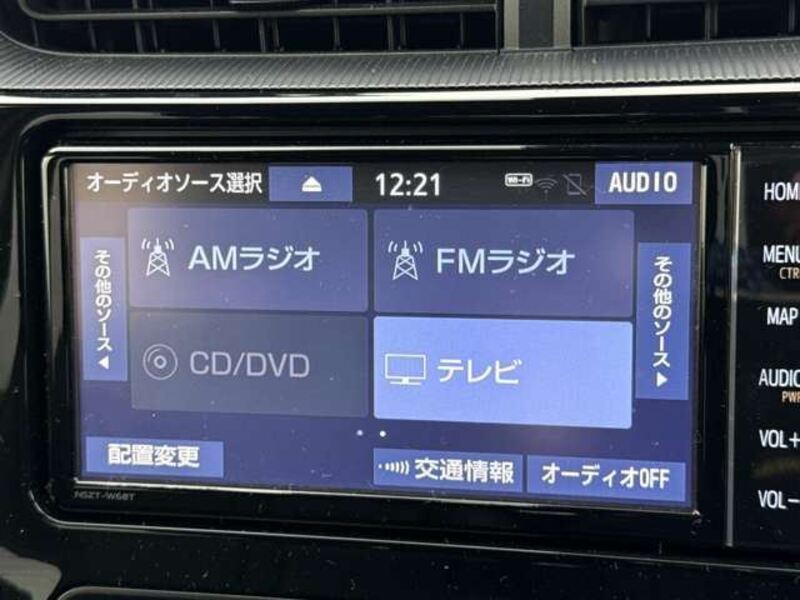 オーディオソース選択 12:21 Wi-Fi AUDIO
その他のソース◀
AMラジオ
FMラジオ
CD/DVD
テレビ
その他のソース▶
配置変更
交通情報
オーディオOFF
NSZT-W68T
HOME
MENU
CTR
MAP
AUDIO
PWR
VOL+
VOL-